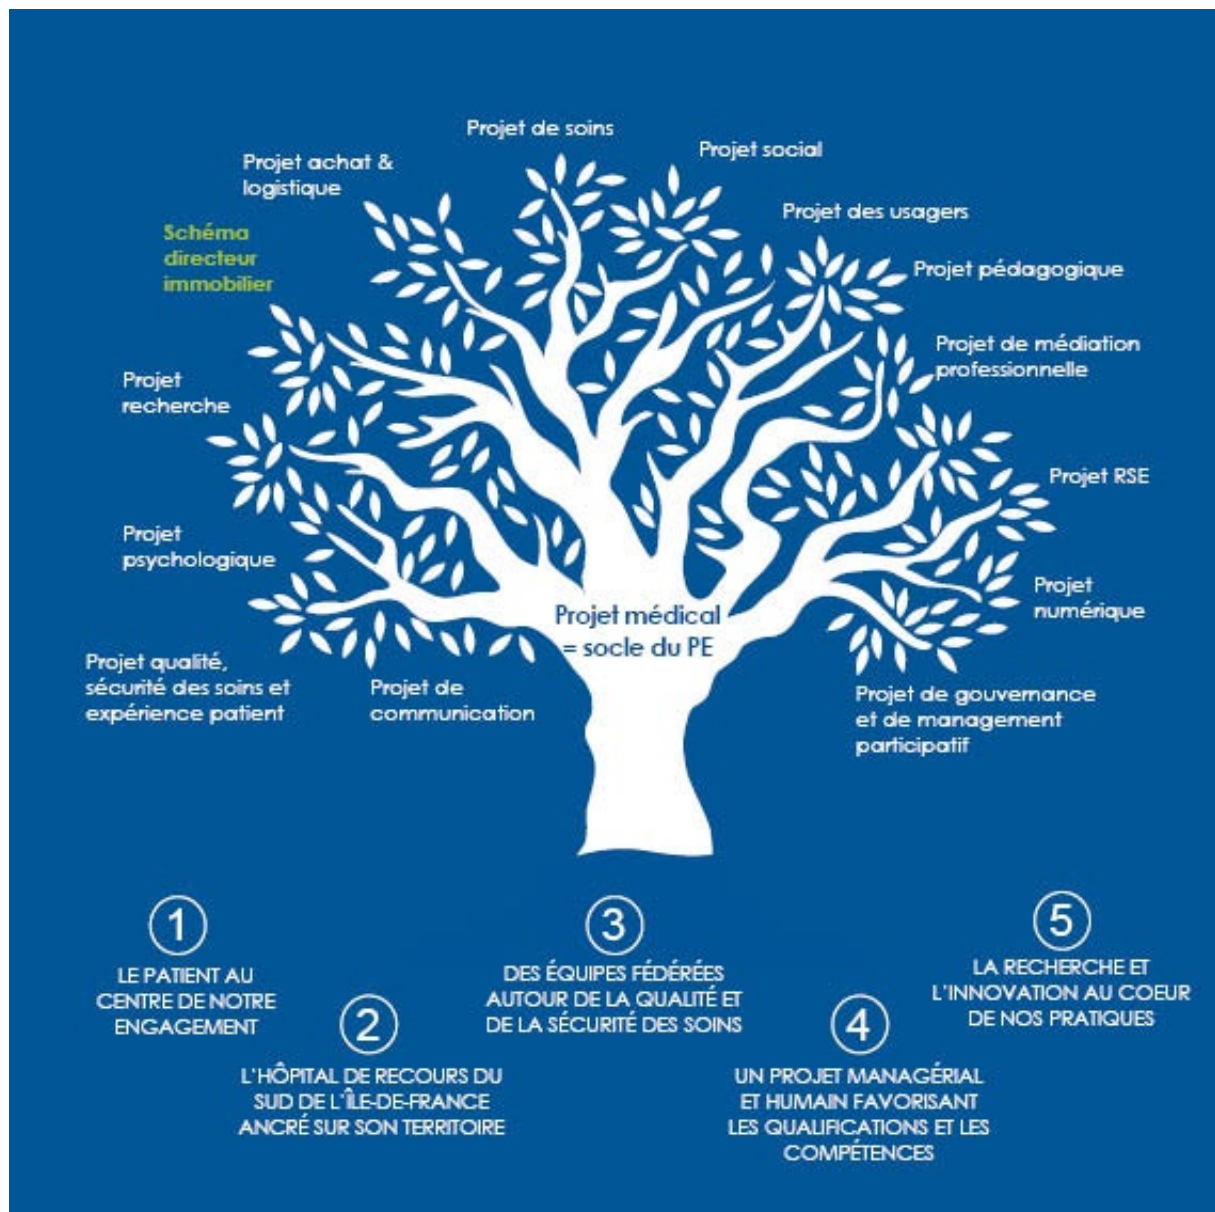 Projet de soins
Projet social
Projet achat &
logistique
Projet des usagers
Schéma
directeur
immobilier
Projet pédagogique
Projet de médiation
professionnelle
Projet
recherche
Projet RSE
Projet
psychologique
Projet
numérique
Projet médical
= socle du PE
Projet qualité,
sécurité des soins et
expérience patient
Projet de
communication
Projet de gouvernance
et de management
participatif
1
LE PATIENT AU
CENTRE DE NOTRE
ENGAGEMENT
2
L'HÔPITAL DE RECOURS DU
SUD DE L'ÎLE-DE-FRANCE
ANCRÉ SUR SON TERRITOIRE
3
DES ÉQUIPES FÉDÉRÉES
AUTOUR DE LA QUALITÉ ET
DE LA SÉCURITÉ DES SOINS
4
UN PROJET MANAGÉRIAL
ET HUMAIN FAVORISANT
LES QUALIFICATIONS ET LES
COMPÉTENCES
5
LA RECHERCHE ET
L'INNOVATION AU COEUR
DE NOS PRATIQUES